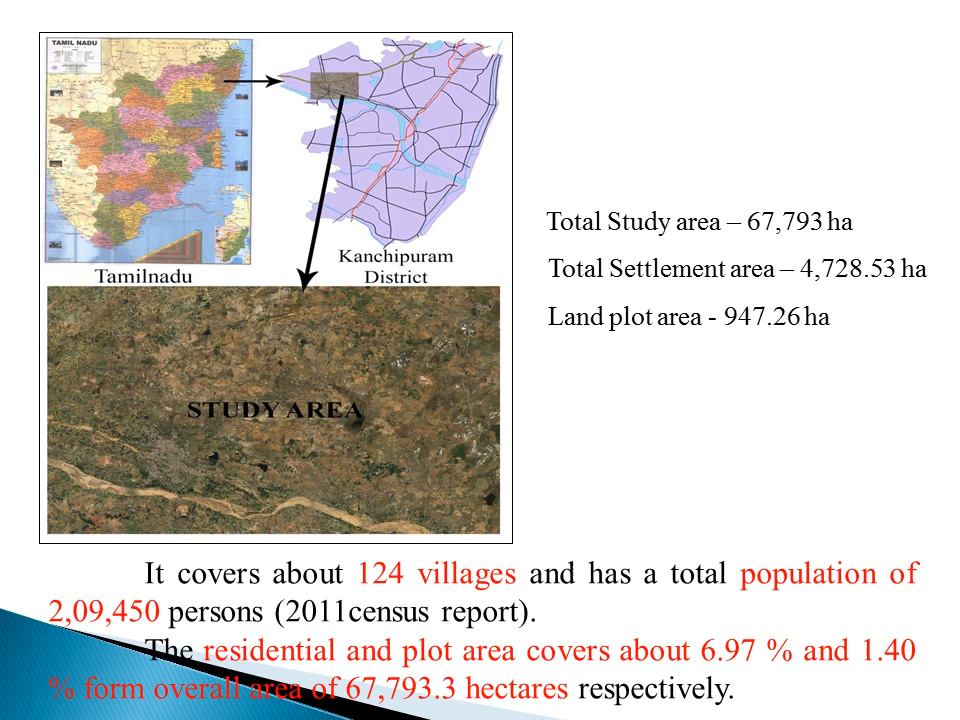 TAMIL NADU
Tamilnadu
Kanchipuram
District
STUDY AREA
Total Study area – 67,793 ha
Total Settlement area – 4,728.53 ha
Land plot area - 947.26 ha
It covers about 124 villages and has a total population of
2,09,450 persons (2011census report).
The residential and plot area covers about 6.97 % and 1.40
% form overall area of 67,793.3 hectares respectively.